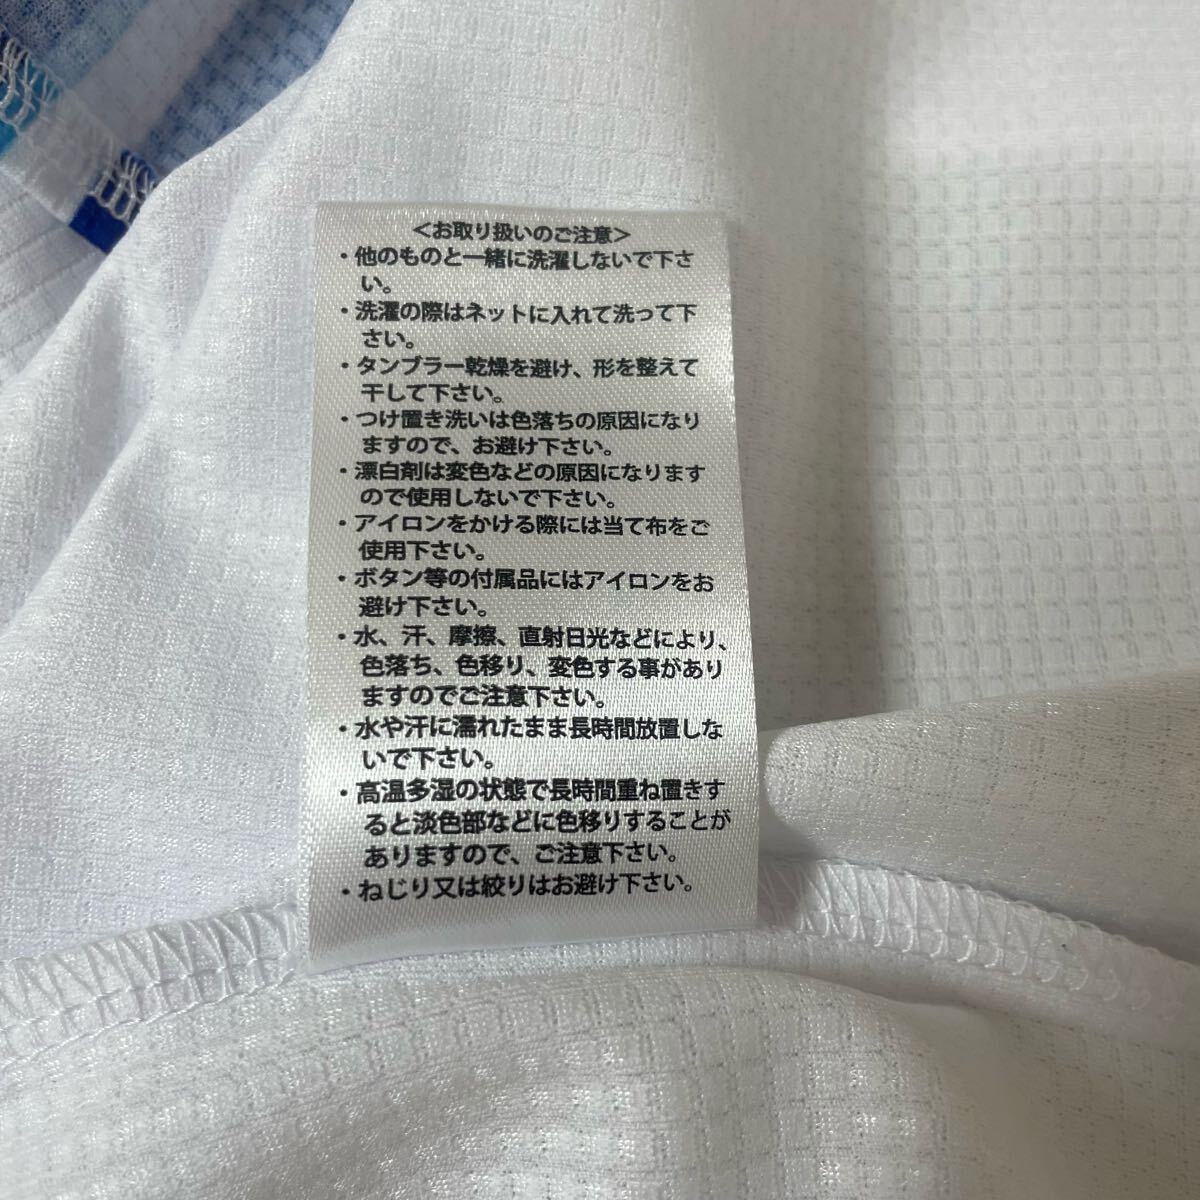 ＜お取り扱いのご注意＞
・他のものと一緒に洗濯しないで下さ
い。
・洗濯の際はネットに入れて洗って下
さい。
・タンブラー乾燥を避け、形を整えて
干して下さい。
・つけ置き洗いは色落ちの原因になり
ますので、お避け下さい。
・漂白剤は変色などの原因になります
ので使用しないで下さい。
・アイロンをかける際には当て布をご
使用下さい。
・ボタン等の付属品にはアイロンをお
避け下さい。
・水、汗、摩擦、直射日光などにより、
色落ち、色移り、変色する事があり
ますのでご注意下さい。
・水や汗に濡れたまま長時間放置しな
いで下さい。
・高温多湿の状態で長時間重ね置きす
ると淡色部などに色移りすることが
ありますので、ご注意下さい。
・ねじり又は絞りはお避け下さい。